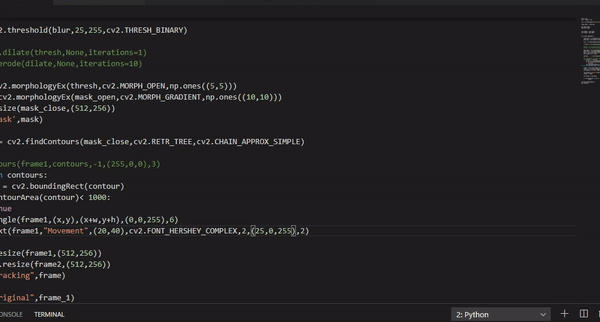 2.threshold(blur,25,255,cv2.THRESH_BINARY)
.dilate(thresh,None,iterations=1)
erode(dilate,None,iterations=10)
v2.morphologyEx(thresh,cv2.MORPH_OPEN,np.ones((5,5)))
cv2.morphologyEx(mask_open,cv2.MORPH_GRADIENT,np.ones((10,10)))
size(mask_close,(512,256))
ask',mask)
= cv2.findContours(mask_close,cv2.RETR_TREE,cv2.CHAIN_APPROX_SIMPLE)
ours(frame1,contours,-1,(255,0,0),3)
n contours:
= cv2.boundingRect(contour)
ntourArea(contour)< 1000:
nue
ngle(frame1,(x,y),(x+w,y+h),(0,0,255),6)
xt(frame1,"Movement",(20,40),cv2.FONT_HERSHEY_COMPLEX,2,(25,0,255),2)
esize(frame1,(512,256))
.resize(frame2,(512,256))
racking",frame)
riginal",frame_1)
ONSOLE TERMINAL 2: Python